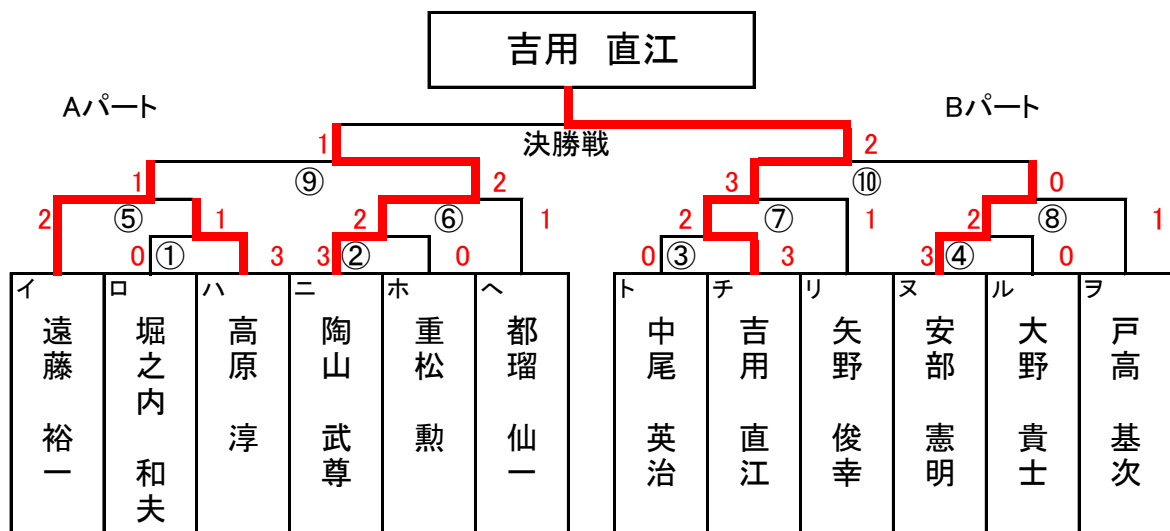 吉用 直江
Aパート
Bパート
決勝戦
1
2
1
⑨
2
3
⑩
0
2
⑤
1
2
⑥
1
2
⑦
1
2
⑧
1
0
①
3
3
②
0
0
③
3
3
④
0
イ
ロ
ハ
ニ
ホ
ヘ
ト
チ
リ
ヌ
ル
ヲ
遠藤 裕一
堀之内 和夫
高原 淳
陶山 武尊
重松 勲
都瑠 仙一
中尾 英治
吉用 直江
矢野 俊幸
安部 憲明
大野 貴士
戸高 基次